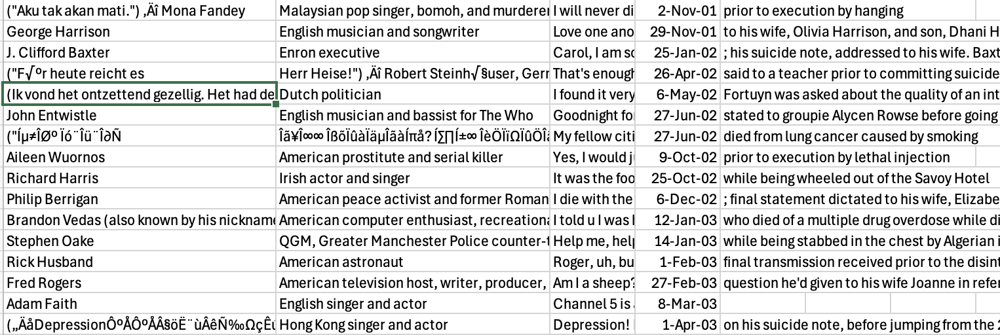 ("Aku tak akan mati.") ‚Äî Mona Fandey Malaysian pop singer, bomoh, and murderer I will never di 2-Nov-01 prior to execution by hanging
George Harrison English musician and songwriter Love one ano 29-Nov-01 to his wife, Olivia Harrison, and son, Dhani H
J. Clifford Baxter Enron executive Carol, I am so 25-Jan-02 ; his suicide note, addressed to his wife. Baxt
("F√ºr heute reicht es Herr Heise!") ‚Äî Robert Steinh√§user, Gerr That's enough 26-Apr-02 said to a teacher prior to committing suicide
(Ik vond het ontzettend gezellig. Het had de Dutch politician I found it very 6-May-02 Fortuyn was asked about the quality of an int
John Entwistle English musician and bassist for The Who Goodnight fo 27-Jun-02 stated to groupie Alycen Rowse before going
My fellow citi 27-Jun-02 died from lung cancer caused by smoking
Aileen Wuornos American prostitute and serial killer Yes, I would j 9-Oct-02 prior to execution by lethal injection
Richard Harris Irish actor and singer It was the foo 25-Oct-02 while being wheeled out of the Savoy Hotel
Philip Berrigan American peace activist and former Roman I die with the 6-Dec-02 ; final statement dictated to his wife, Elizabe
Brandon Vedas (also known by his nickname American computer enthusiast, recreationa I told u I was h 12-Jan-03 who died of a multiple drug overdose while di
Stephen Oake QGM, Greater Manchester Police counter-t Help me, help 14-Jan-03 while being stabbed in the chest by Algerian i
Rick Husband American astronaut Roger, uh, bu 1-Feb-03 final transmission received prior to the disint
Fred Rogers American television host, writer, producer, Am I a sheep? 27-Feb-03 question he'd given to his wife Joanne in refer
Adam Faith English singer and actor Channel 5 is 8-Mar-03
Hong Kong singer and actor Depression! 1-Apr-03 on his suicide note, before jumping from the 2